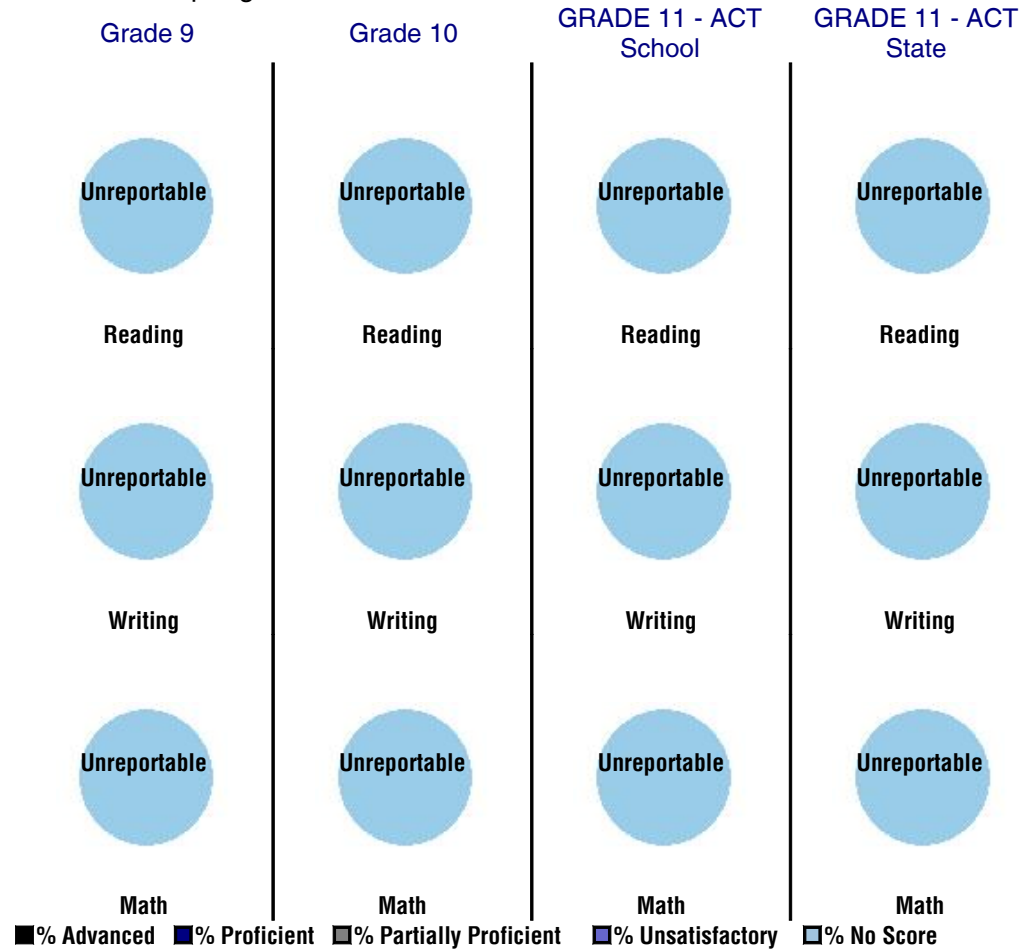 Grade 9 Grade 10 GRADE 11 - ACT School GRADE 11 - ACT State
Unreportable Unreportable Unreportable Unreportable
Reading Reading Reading Reading
Unreportable Unreportable Unreportable Unreportable
Writing Writing Writing Writing
Unreportable Unreportable Unreportable Unreportable
Math Math Math Math
% Advanced % Proficient % Partially Proficient % Unsatisfactory % No Score